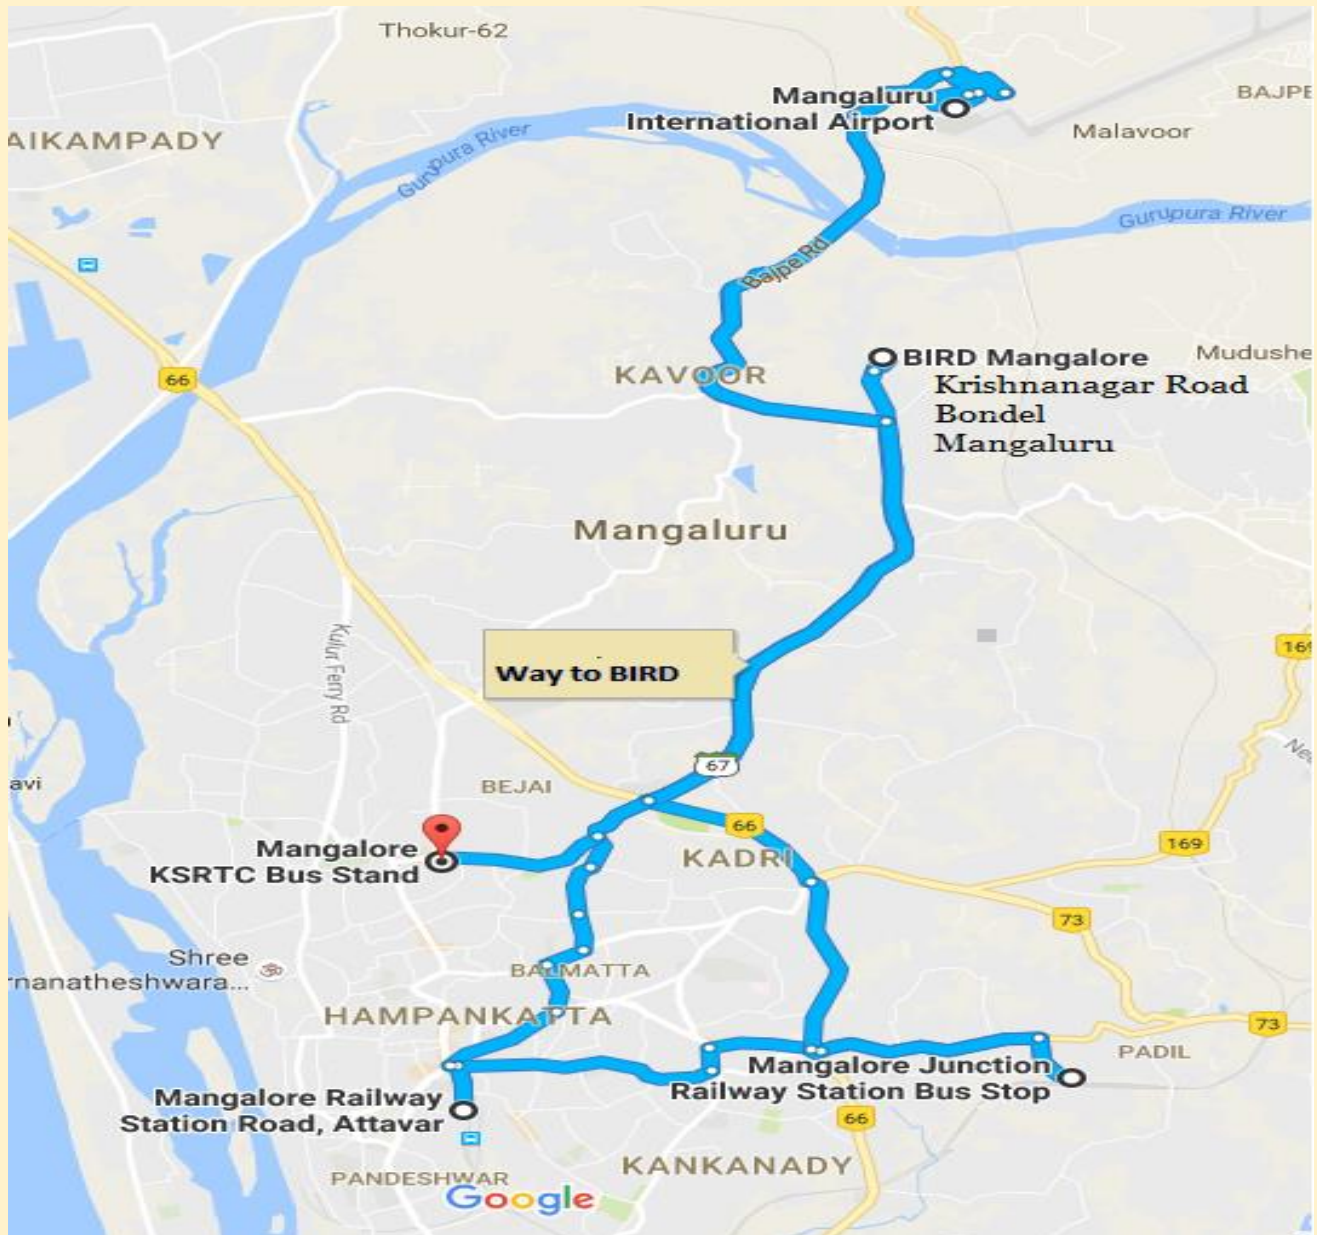 Thokur-62
Mangaluru
International Airport
BAJPE
Malavoor
AIKAMPADY
Gurupura River
Gurupura River
Bajpe Rd
BIRD Mangalore
Krishnanagar Road
Bondel
Mangaluru
Mudushe
KAVOOR
66
Mangaluru
Kulur Ferry Rd
Way to BIRD
169
67
avi
BEJAI
66
KADRI
169
Mangalore
KSRTC Bus Stand
73
Shree
rnanatheshwara...
BALMATTA
HAMPANKATTA
73
PADIL
Mangalore Junction
Railway Station Bus Stop
Mangalore Railway
Station Road, Attavar
66
KANKANADY
PANDESHWAR
Google